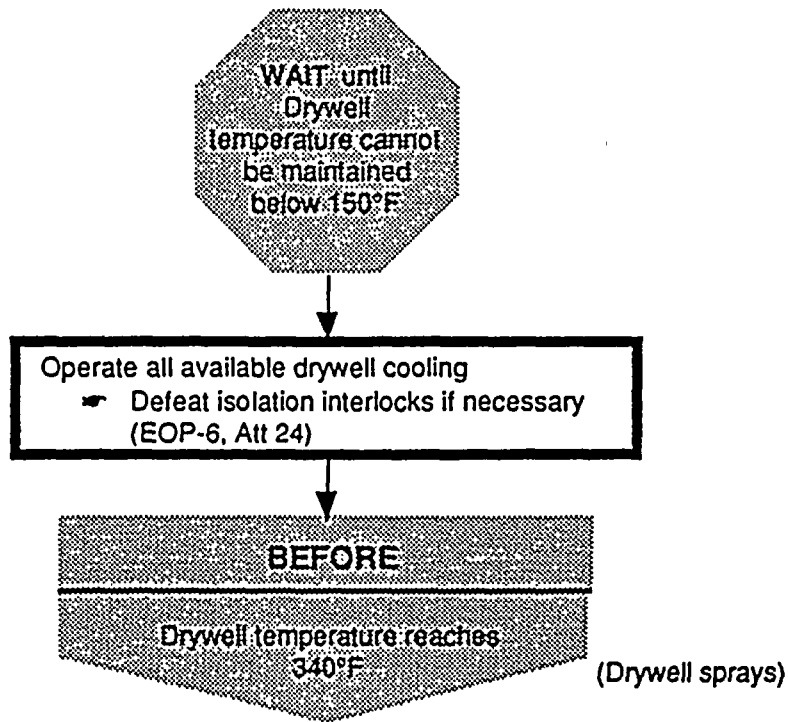 WAIT until
Drywell
temperature cannot
be maintained
below 150°F
Operate all available drywell cooling
☛ Defeat isolation interlocks if necessary
(EOP-6, Att 24)
BEFORE
Drywell temperature reaches
340°F
(Drywell sprays)